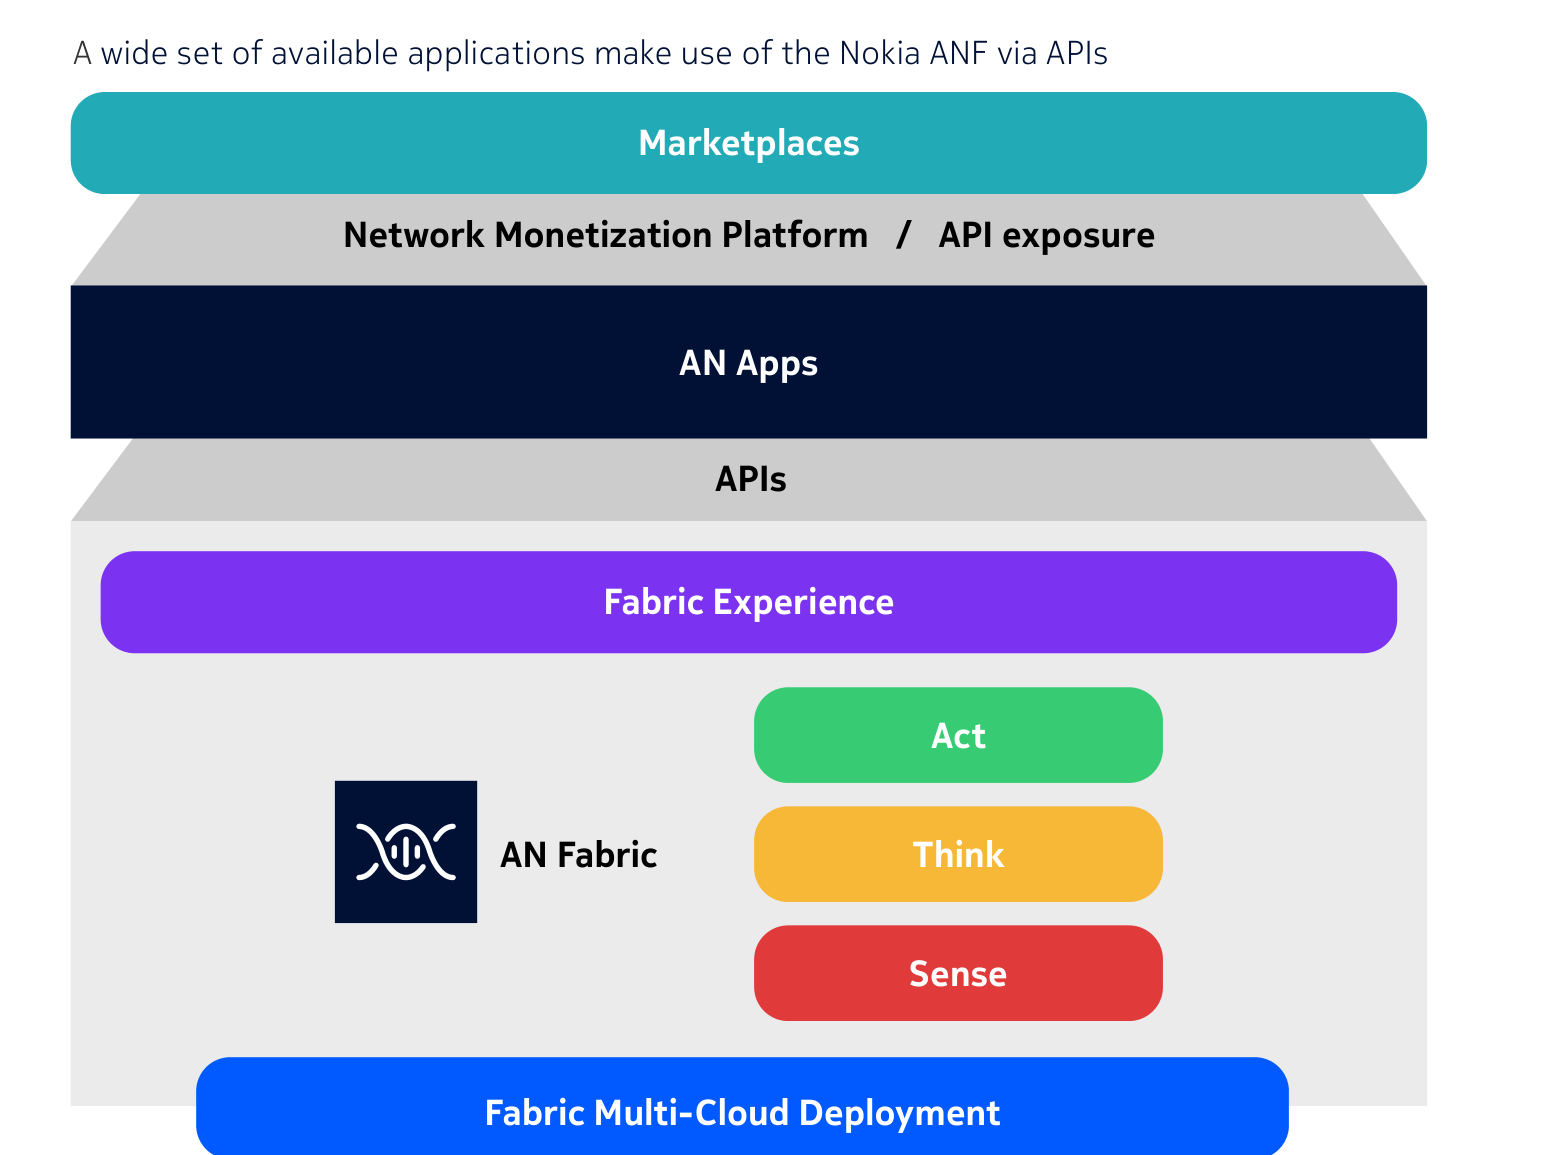 A wide set of available applications make use of the Nokia ANF via APIs
Marketplaces
Network Monetization Platform / API exposure
AN Apps
APIs
Fabric Experience
Act
AN Fabric
Think
Sense
Fabric Multi-Cloud Deployment